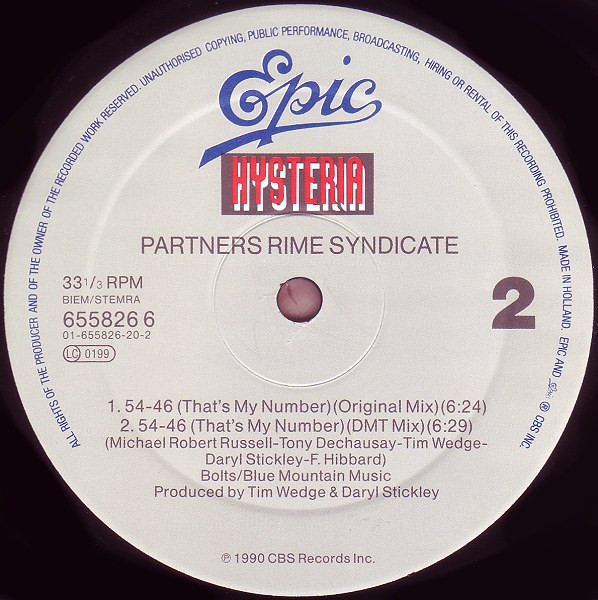 ALL RIGHTS OF THE PRODUCER AND OF THE OWNER OF THE RECORDED WORK RESERVED. UNAUTHORISED COPYING, PUBLIC PERFORMANCE, BROADCASTING, HIRING OR RENTAL OF THIS RECORDING PROHIBITED. MADE IN HOLLAND. EPIC AND Epic ® CBS INC.
Epic
HYSTERIA
PARTNERS RIME SYNDICATE
33 1/3 RPM
BIEM/STEMRA
655826 6
01-655826-20-2
LC 0199
2
1. 54-46 (That's My Number)(Original Mix)(6:24)
2. 54-46 (That's My Number)(DMT Mix)(6:29)
(Michael Robert Russell-Tony Dechausay-Tim Wedge-
Daryl Stickley-F. Hibbard)
Bolts/Blue Mountain Music
Produced by Tim Wedge & Daryl Stickley
℗ 1990 CBS Records Inc.